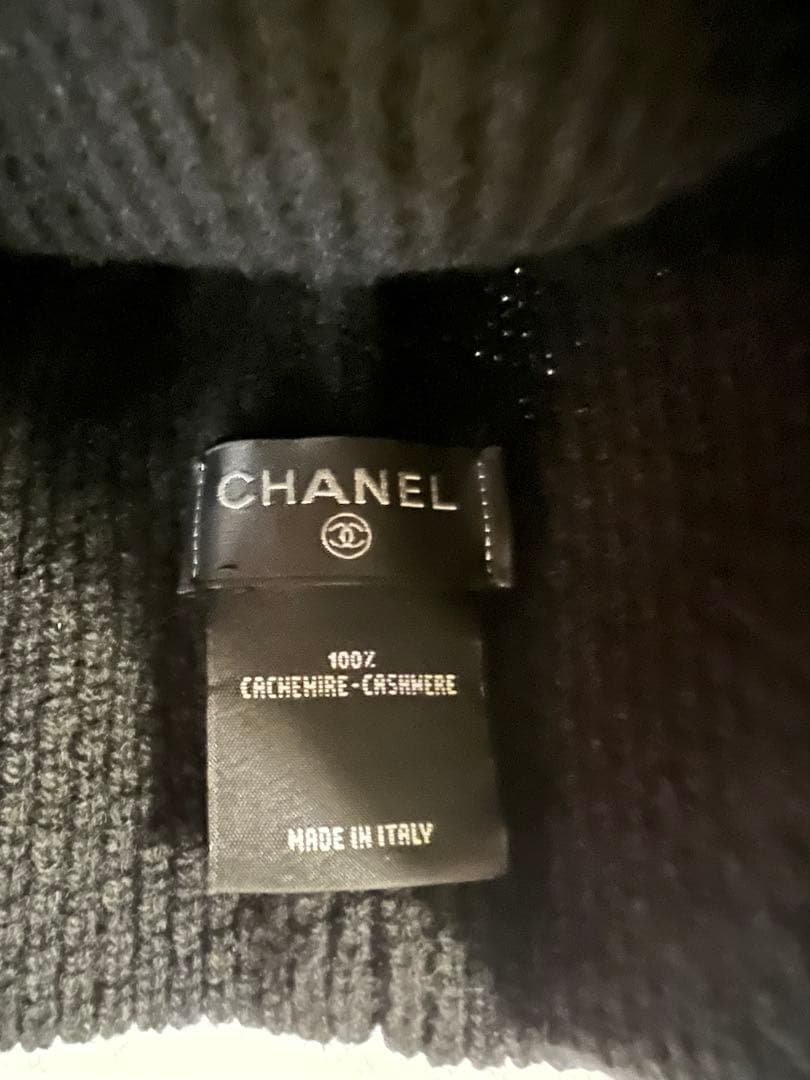 CHANEL
100%
CACHEMIRE-CASHMERE
MADE IN ITALY